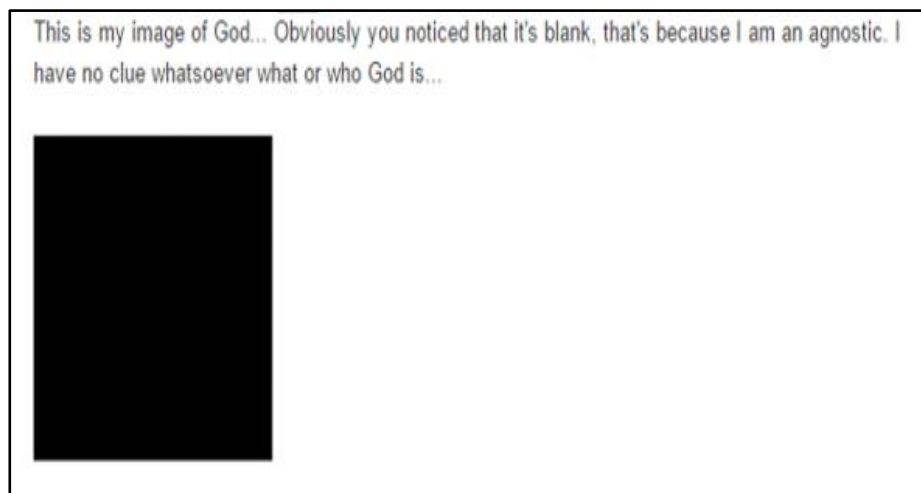 This is my image of God... Obviously you noticed that it's blank, that's because I am an agnostic. I
have no clue whatsoever what or who God is...